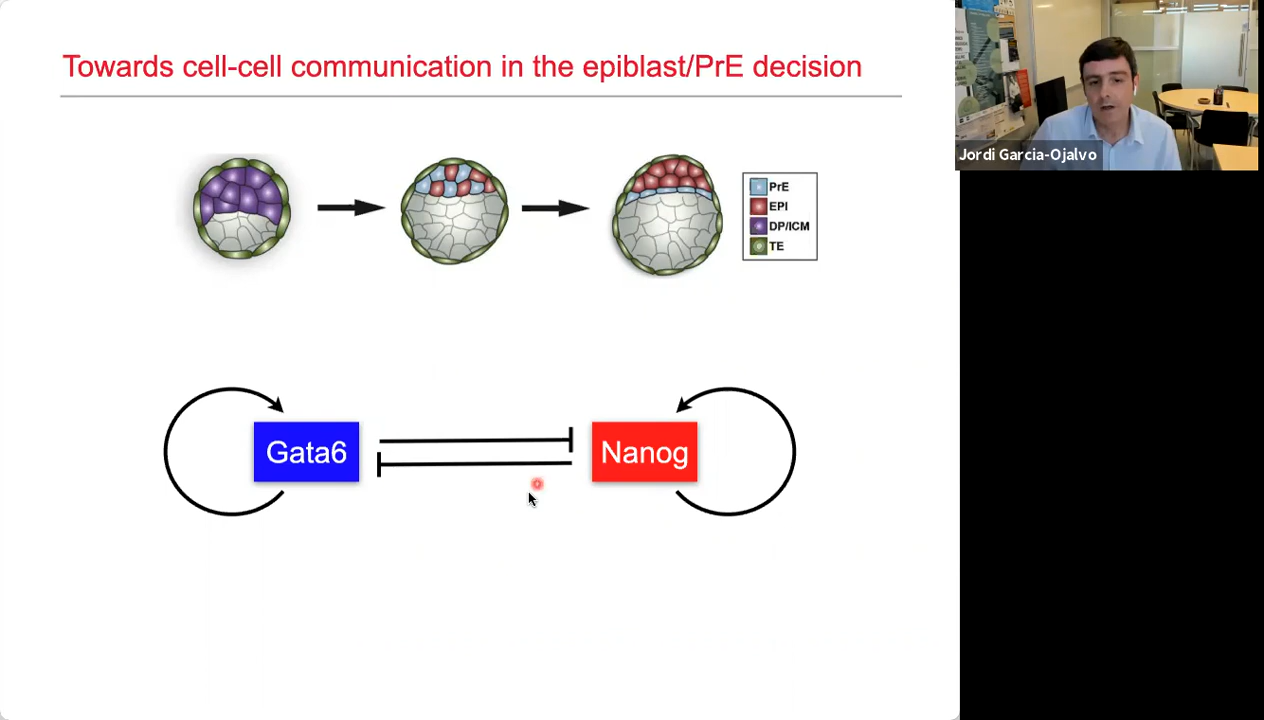 Towards cell-cell communication in the epiblast/PrE decision
Jordi Garcia-Ojalvo
PrE
EPI
DP/ICM
TE
Gata6
Nanog